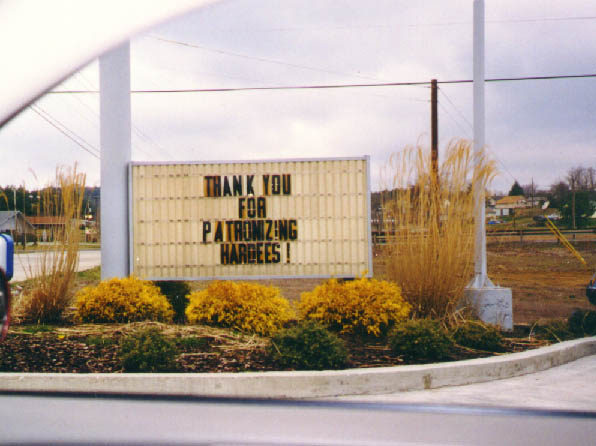 THANK YOU
FOR
PATRONIZING
HARDEES!